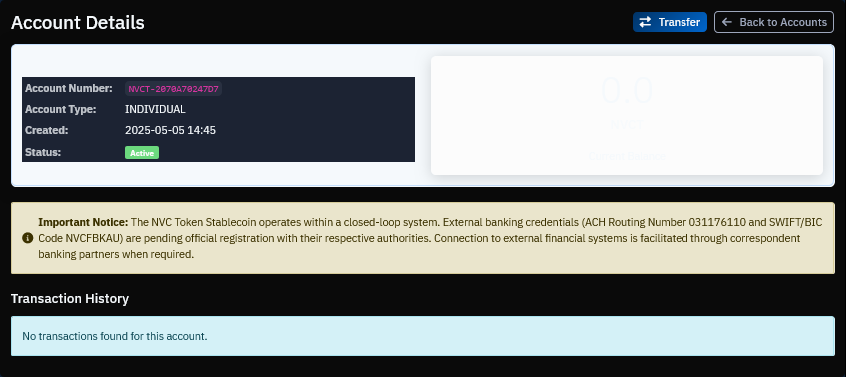 Account Details
Transfer
Back to Accounts
Account Number: NVCT-2070A70247D7
Account Type: INDIVIDUAL
Created: 2025-05-05 14:45
Status: Active
0.0
Important Notice: The NVC Token Stablecoin operates within a closed-loop system. External banking credentials (ACH Routing Number 031176110 and SWIFT/BIC
Code NVCFBKAU) are pending official registration with their respective authorities. Connection to external financial systems is facilitated through correspondent
banking partners when required.
Transaction History
No transactions found for this account.